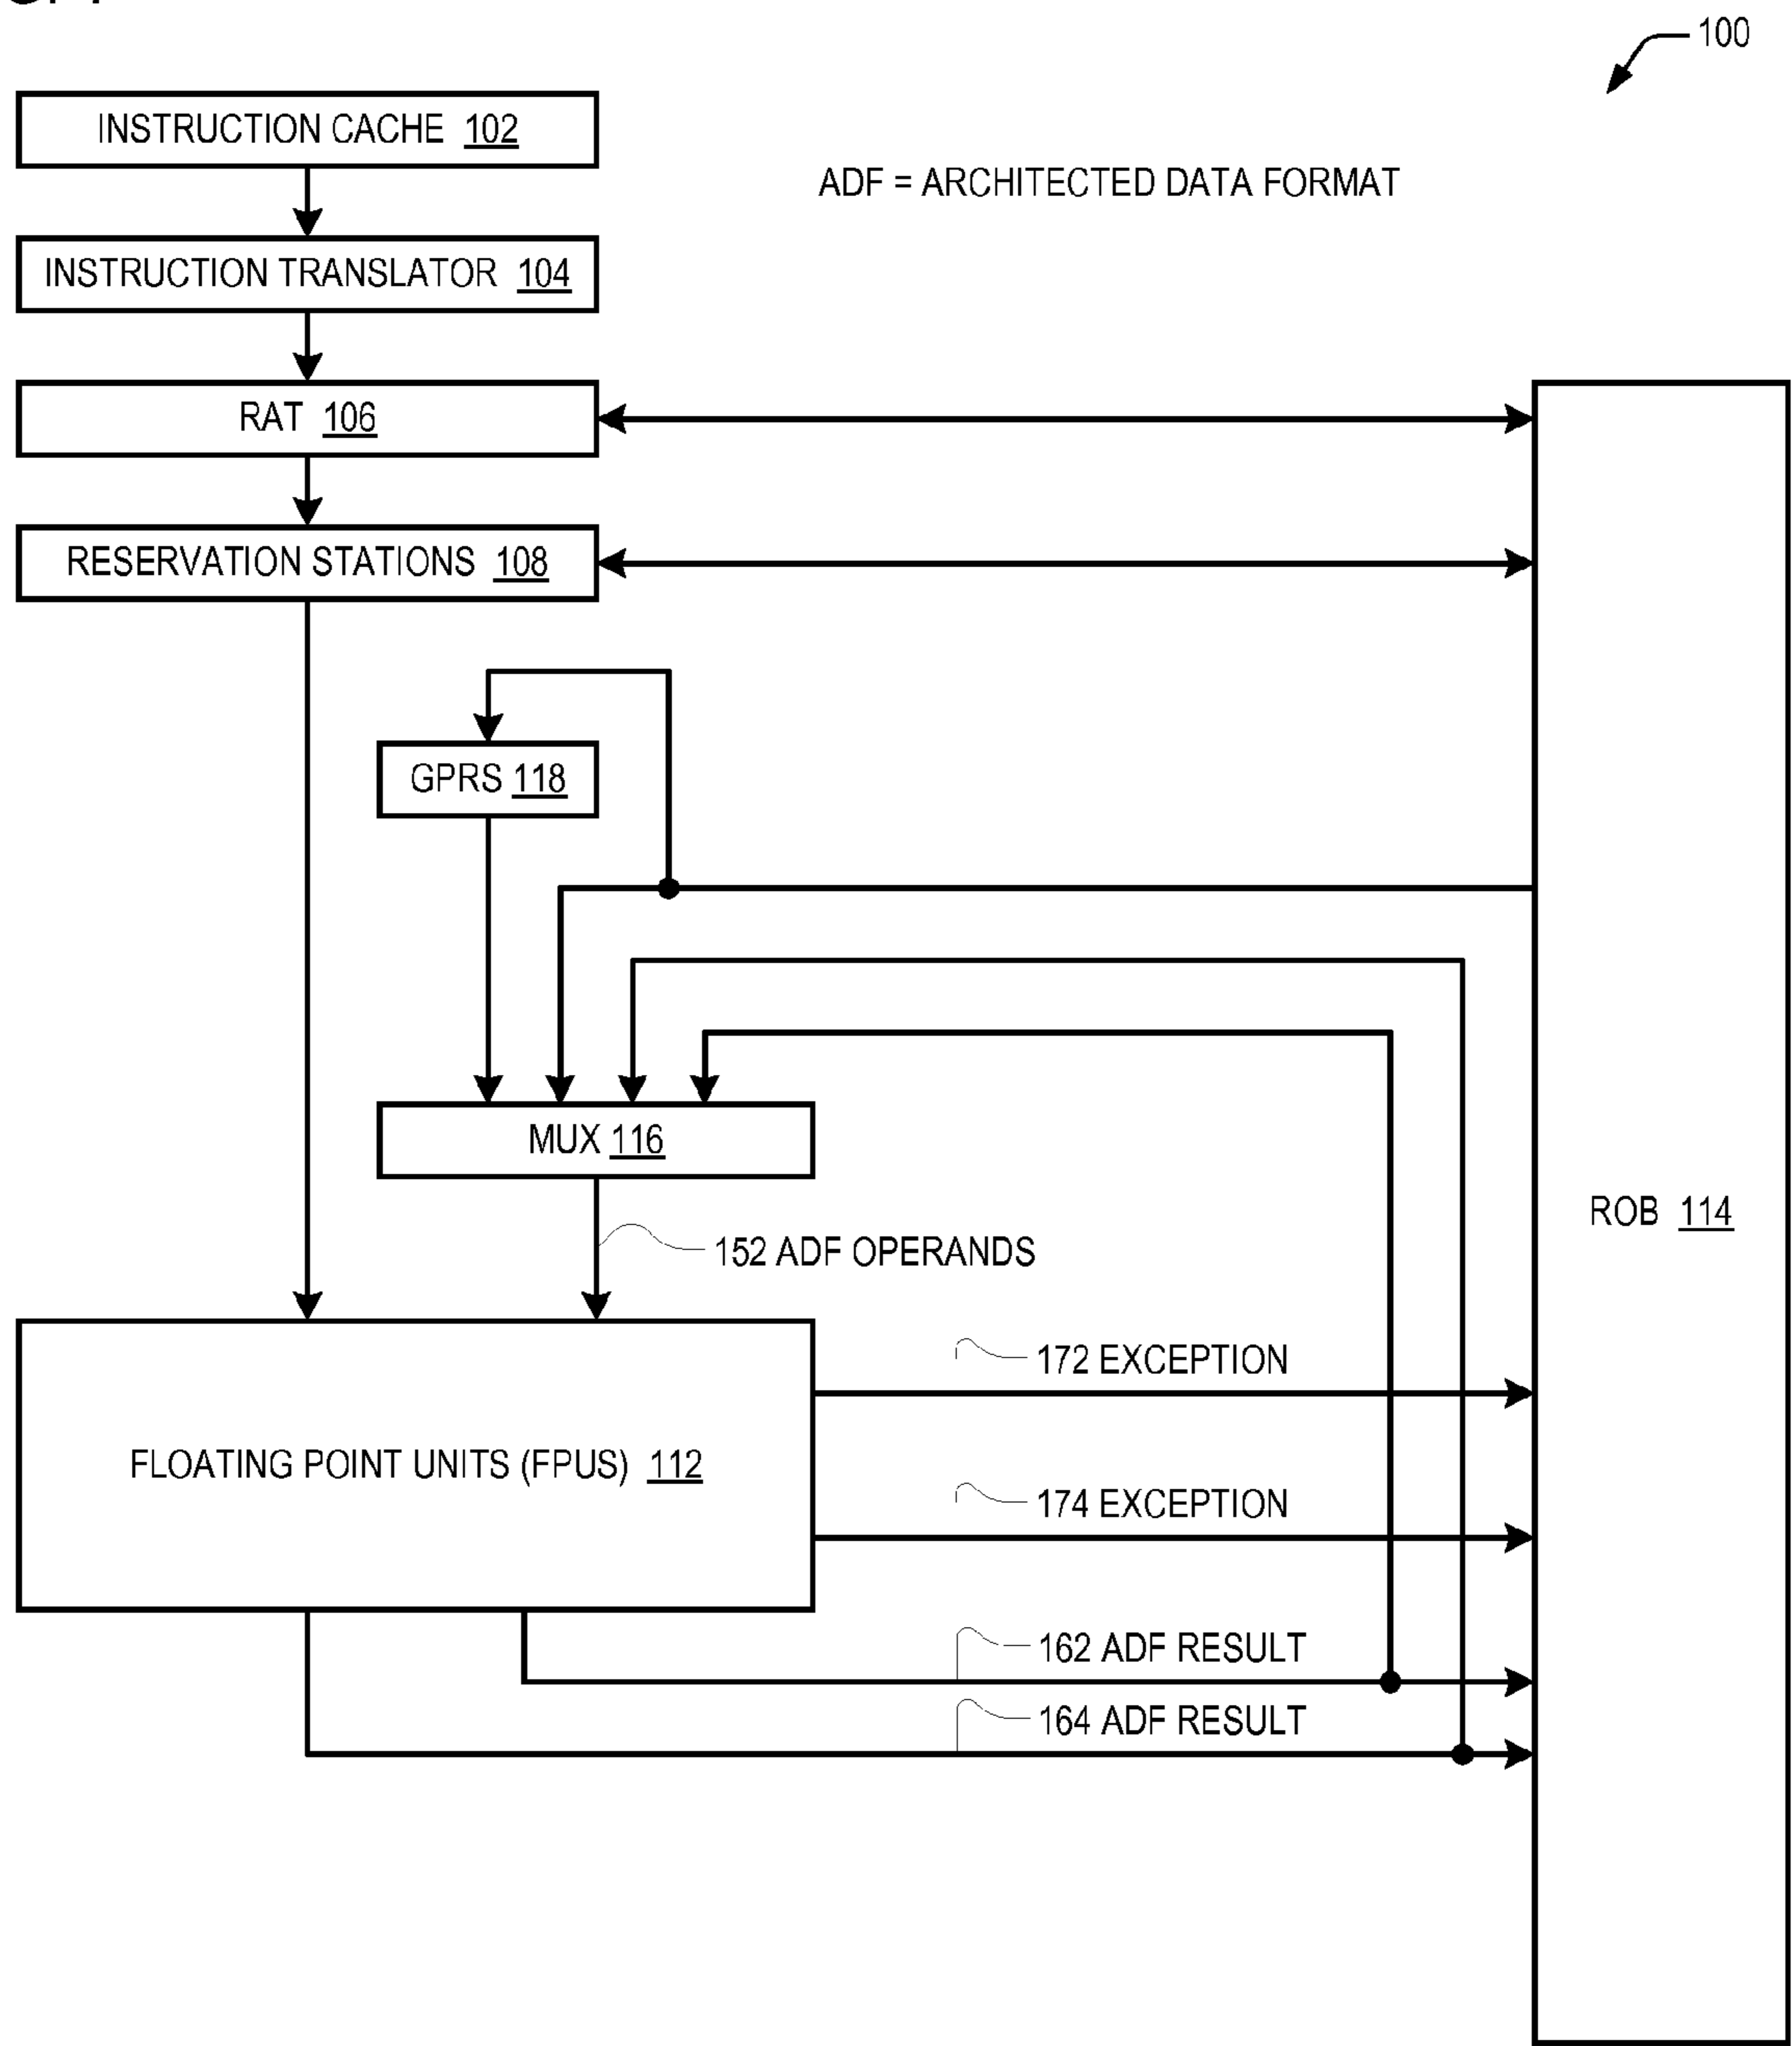 100
INSTRUCTION CACHE 102
ADF = ARCHITECTED DATA FORMAT
INSTRUCTION TRANSLATOR 104
RAT 106
RESERVATION STATIONS 108
GPRS 118
MUX 116
ROB 114
152 ADF OPERANDS
172 EXCEPTION
FLOATING POINT UNITS (FPUS) 112
174 EXCEPTION
162 ADF RESULT
164 ADF RESULT